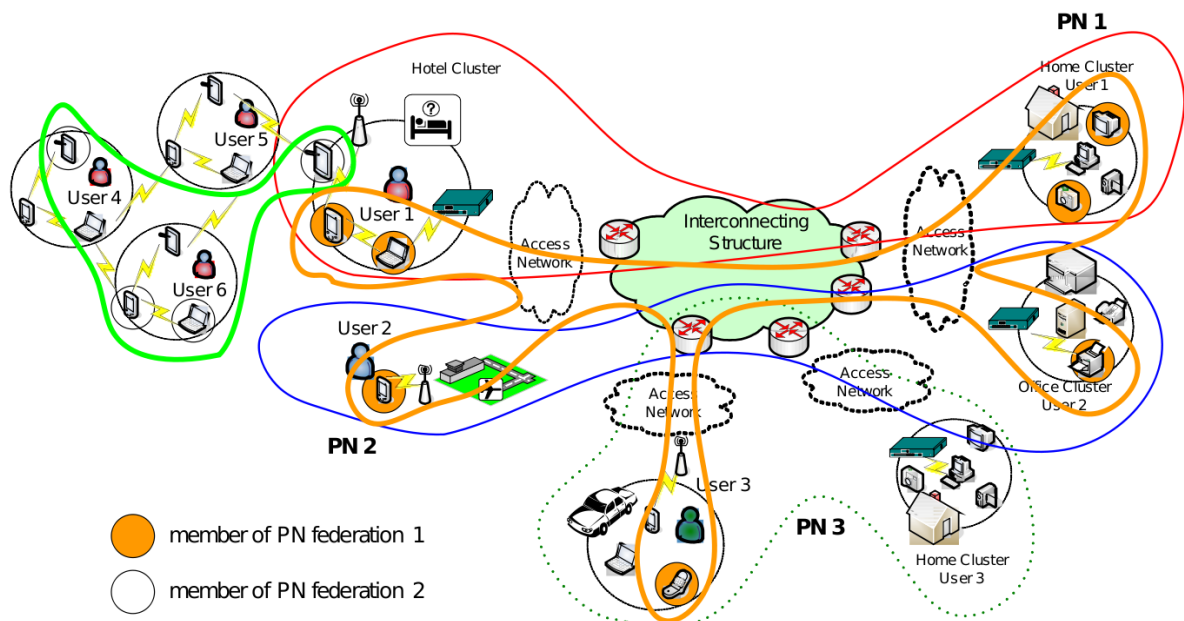 PN 1
Hotel Cluster
Home Cluster
User 1
User 5
User 4
User 1
User 6
Interconnecting
Structure
Access
Network
Access
Network
User 2
Access
Network
Access
Network
Office Cluster
User 2
PN 2
User 3
PN 3
Home Cluster
User 3
?
member of PN federation 1
member of PN federation 2